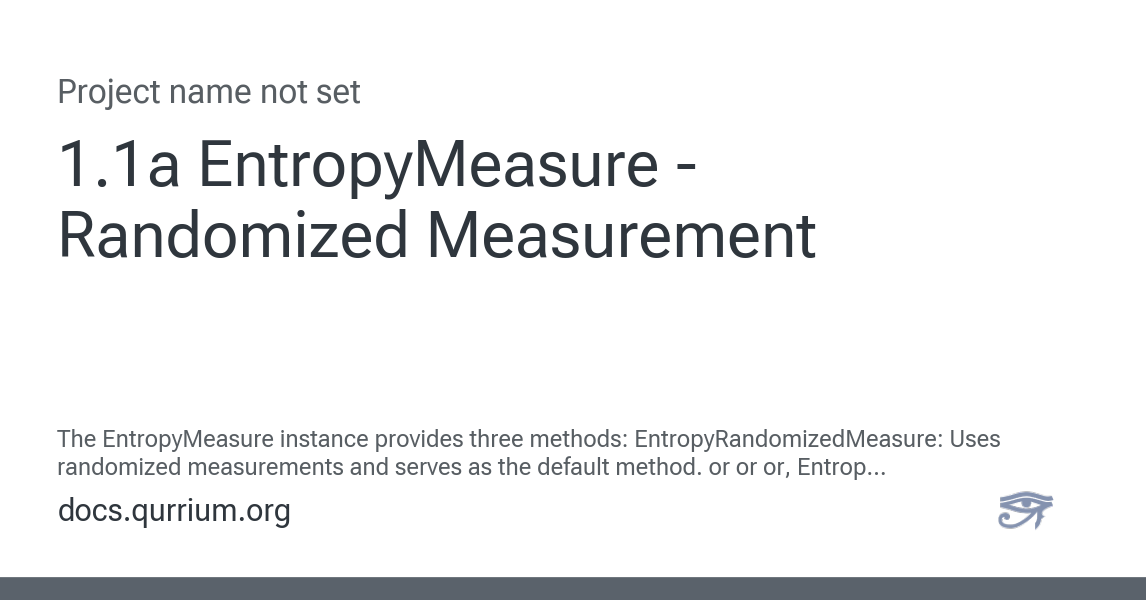 Project name not set
1.1a EntropyMeasure -
Randomized Measurement
The EntropyMeasure instance provides three methods: EntropyRandomizedMeasure: Uses
randomized measurements and serves as the default method. or or or, Entrop...
docs.qurrium.org